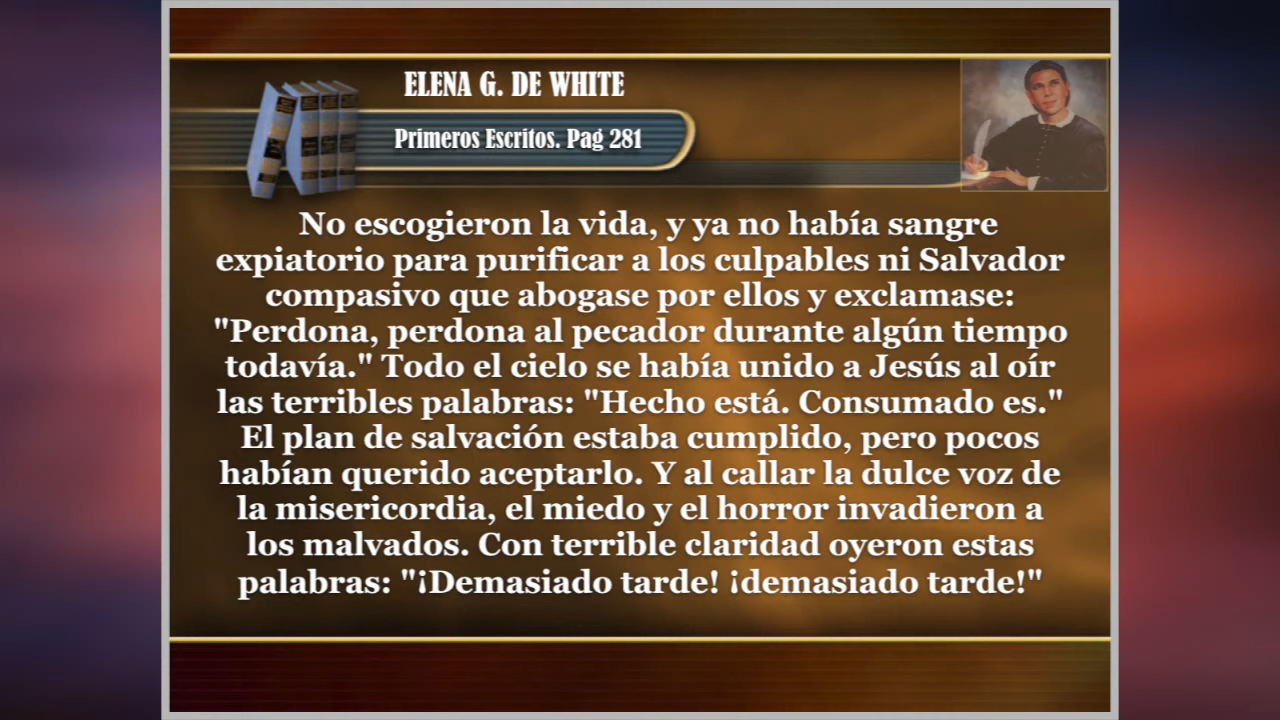 ELENA G. DE WHITE
Primeros Escritos. Pag 281
No escogieron la vida, y ya no había sangre
expiatorio para purificar a los culpables ni Salvador
compasivo que abogase por ellos y exclamase:
"Perdona, perdona al pecador durante algún tiempo
todavía." Todo el cielo se había unido a Jesús al oír
las terribles palabras: "Hecho está. Consumado es."
El plan de salvación estaba cumplido, pero pocos
habían querido aceptarlo. Y al callar la dulce voz de
la misericordia, el miedo y el horror invadieron a
los malvados. Con terrible claridad oyeron estas
palabras: "¡Demasiado tarde! ¡demasiado tarde!"